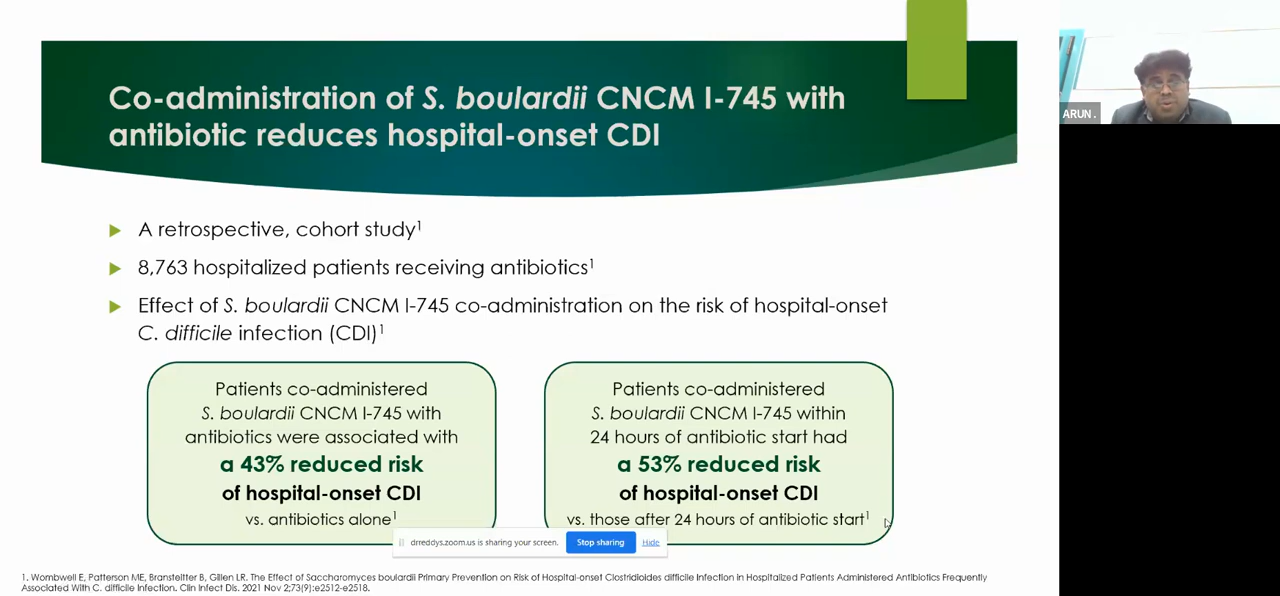 Co-administration of S. boulardii CNCM I-745 with
antibiotic reduces hospital-onset CDI
A retrospective, cohort study1
8,763 hospitalized patients receiving antibiotics1
Effect of S. boulardii CNCM I-745 co-administration on the risk of hospital-onset
C. difficile infection (CDI)1
Patients co-administered
S. boulardii CNCM I-745 with
antibiotics were associated with
a 43% reduced risk
of hospital-onset CDI
vs. antibiotics alone1
Patients co-administered
S. boulardii CNCM I-745 within
24 hours of antibiotic start had
a 53% reduced risk
of hospital-onset CDI
vs. those after 24 hours of antibiotic start1
drreddys.zoom.us is sharing your screen.
Stop sharing
Hide
1. Wombwell E, Patterson ME, Bransteitter B, Gillen LR. The Effect of Saccharomyces boulardii Primary Prevention on Risk of Hospital-onset Clostridioides difficile Infection in Hospitalized Patients Administered Antibiotics Frequently
Associated With C. difficile Infection. Clin Infect Dis. 2021 Nov 2;73(9):e2512-e2518.
ARUN .